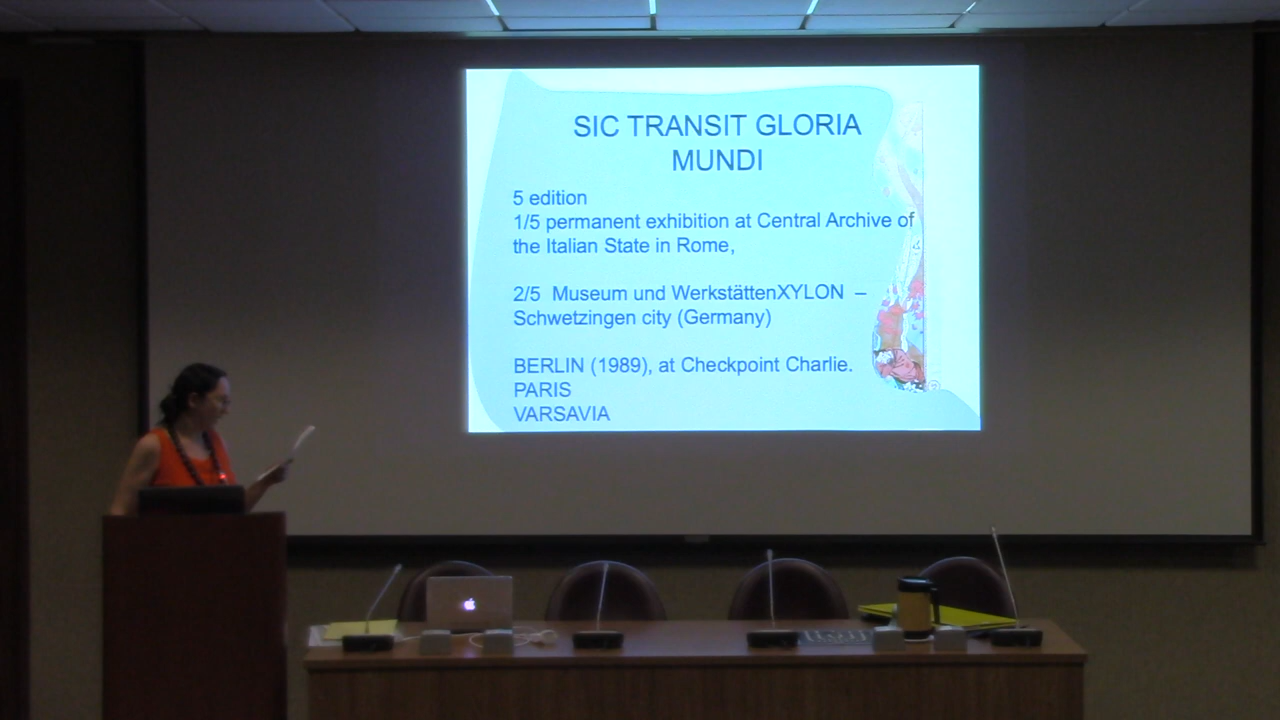 SIC TRANSIT GLORIA
MUNDI
5 edition
1/5 permanent exhibition at Central Archive of
the Italian State in Rome,
2/5 Museum und WerkstättenXYLON –
Schwetzingen city (Germany)
BERLIN (1989), at Checkpoint Charlie.
PARIS
VARSAVIA